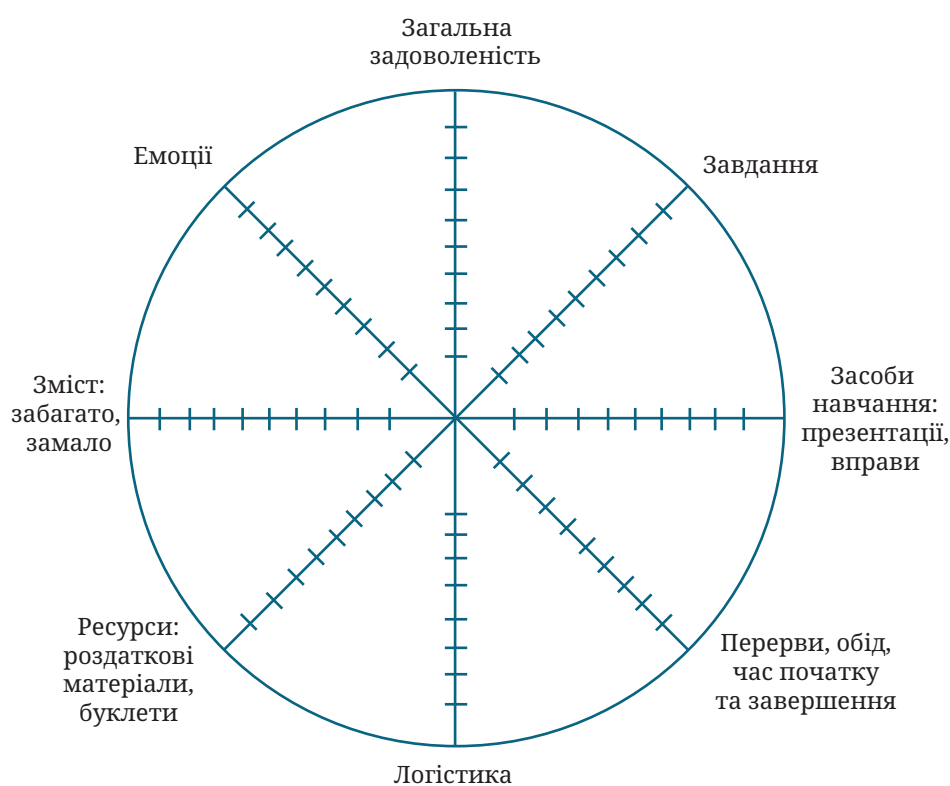 Загальна
задоволеність
Емоції
Завдання
Зміст:
забагато,
замало
Засоби
навчання:
презентації,
вправи
Ресурси:
роздаткові
матеріали,
буклети
Перерви, обід,
час початку
та завершення
Логістика